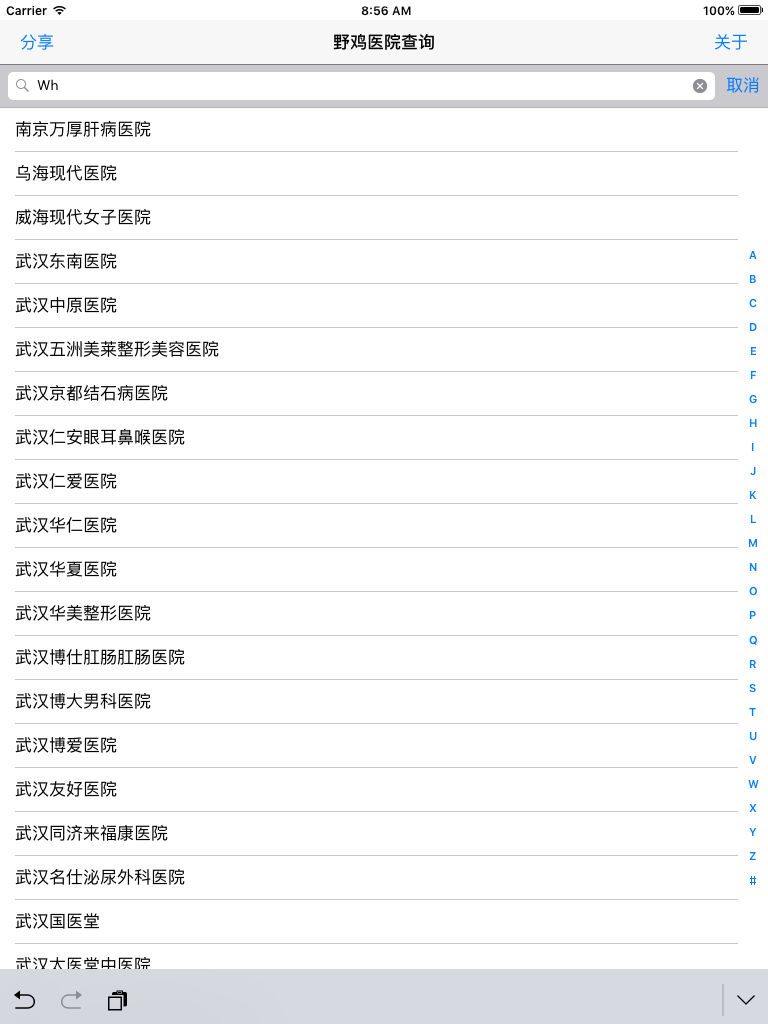 Carrier 8:56 AM 100%
分享 野鸡医院查询 关于
Wh 取消
南京万厚肝病医院
乌海现代医院
威海现代女子医院
武汉东南医院
武汉中原医院
武汉五洲美莱整形美容医院
武汉京都结石病医院
武汉仁安眼耳鼻喉医院
武汉仁爱医院
武汉华仁医院
武汉华夏医院
武汉华美整形医院
武汉博仕肛肠肛肠医院
武汉博大男科医院
武汉博爱医院
武汉友好医院
武汉同济来福康医院
武汉名仕泌尿外科医院
武汉国医堂
武汉太医堂中医院
A
B
C
D
E
F
G
H
I
J
K
L
M
N
O
P
Q
R
S
T
U
V
W
X
Y
Z
#